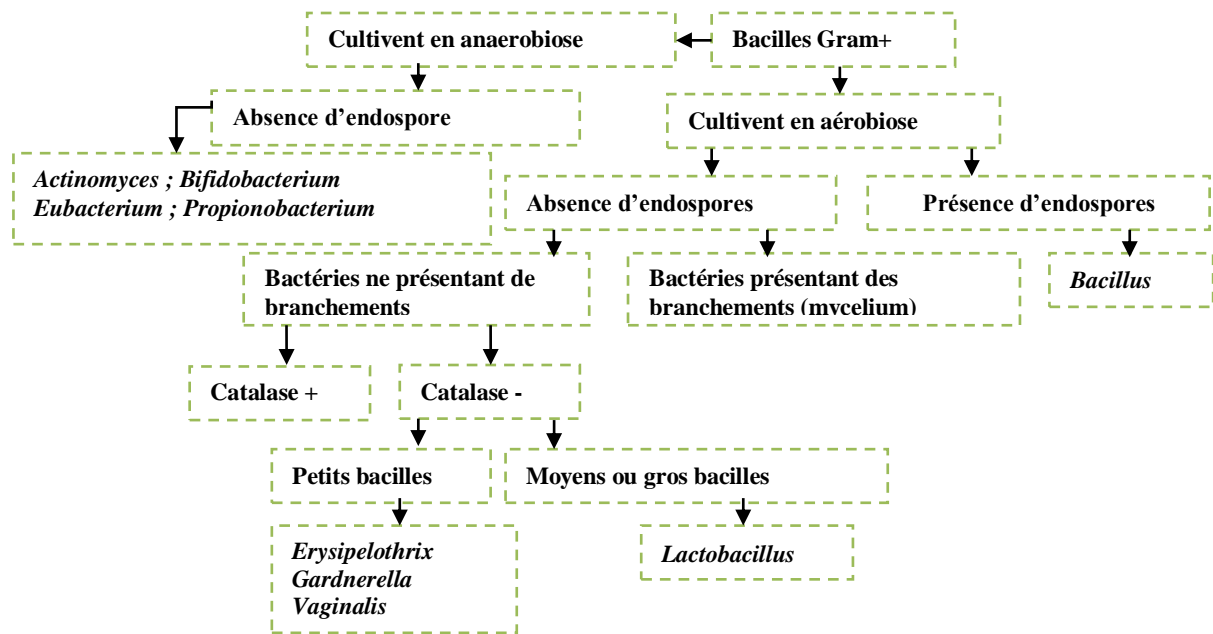 Cultivent en anaerobiose
Bacilles Gram+
Absence d’endospore
Cultivent en aérobiose
Actinomyces ; Bifidobacterium
Eubacterium ; Propionobacterium
Absence d’endospores
Présence d’endospores
Bactéries ne présentant de
branchements
Bactéries présentant des
branchements (mycelium)
Bacillus
Catalase +
Catalase -
Petits bacilles
Moyens ou gros bacilles
Erysipelothrix
Gardnerella
Vaginalis
Lactobacillus